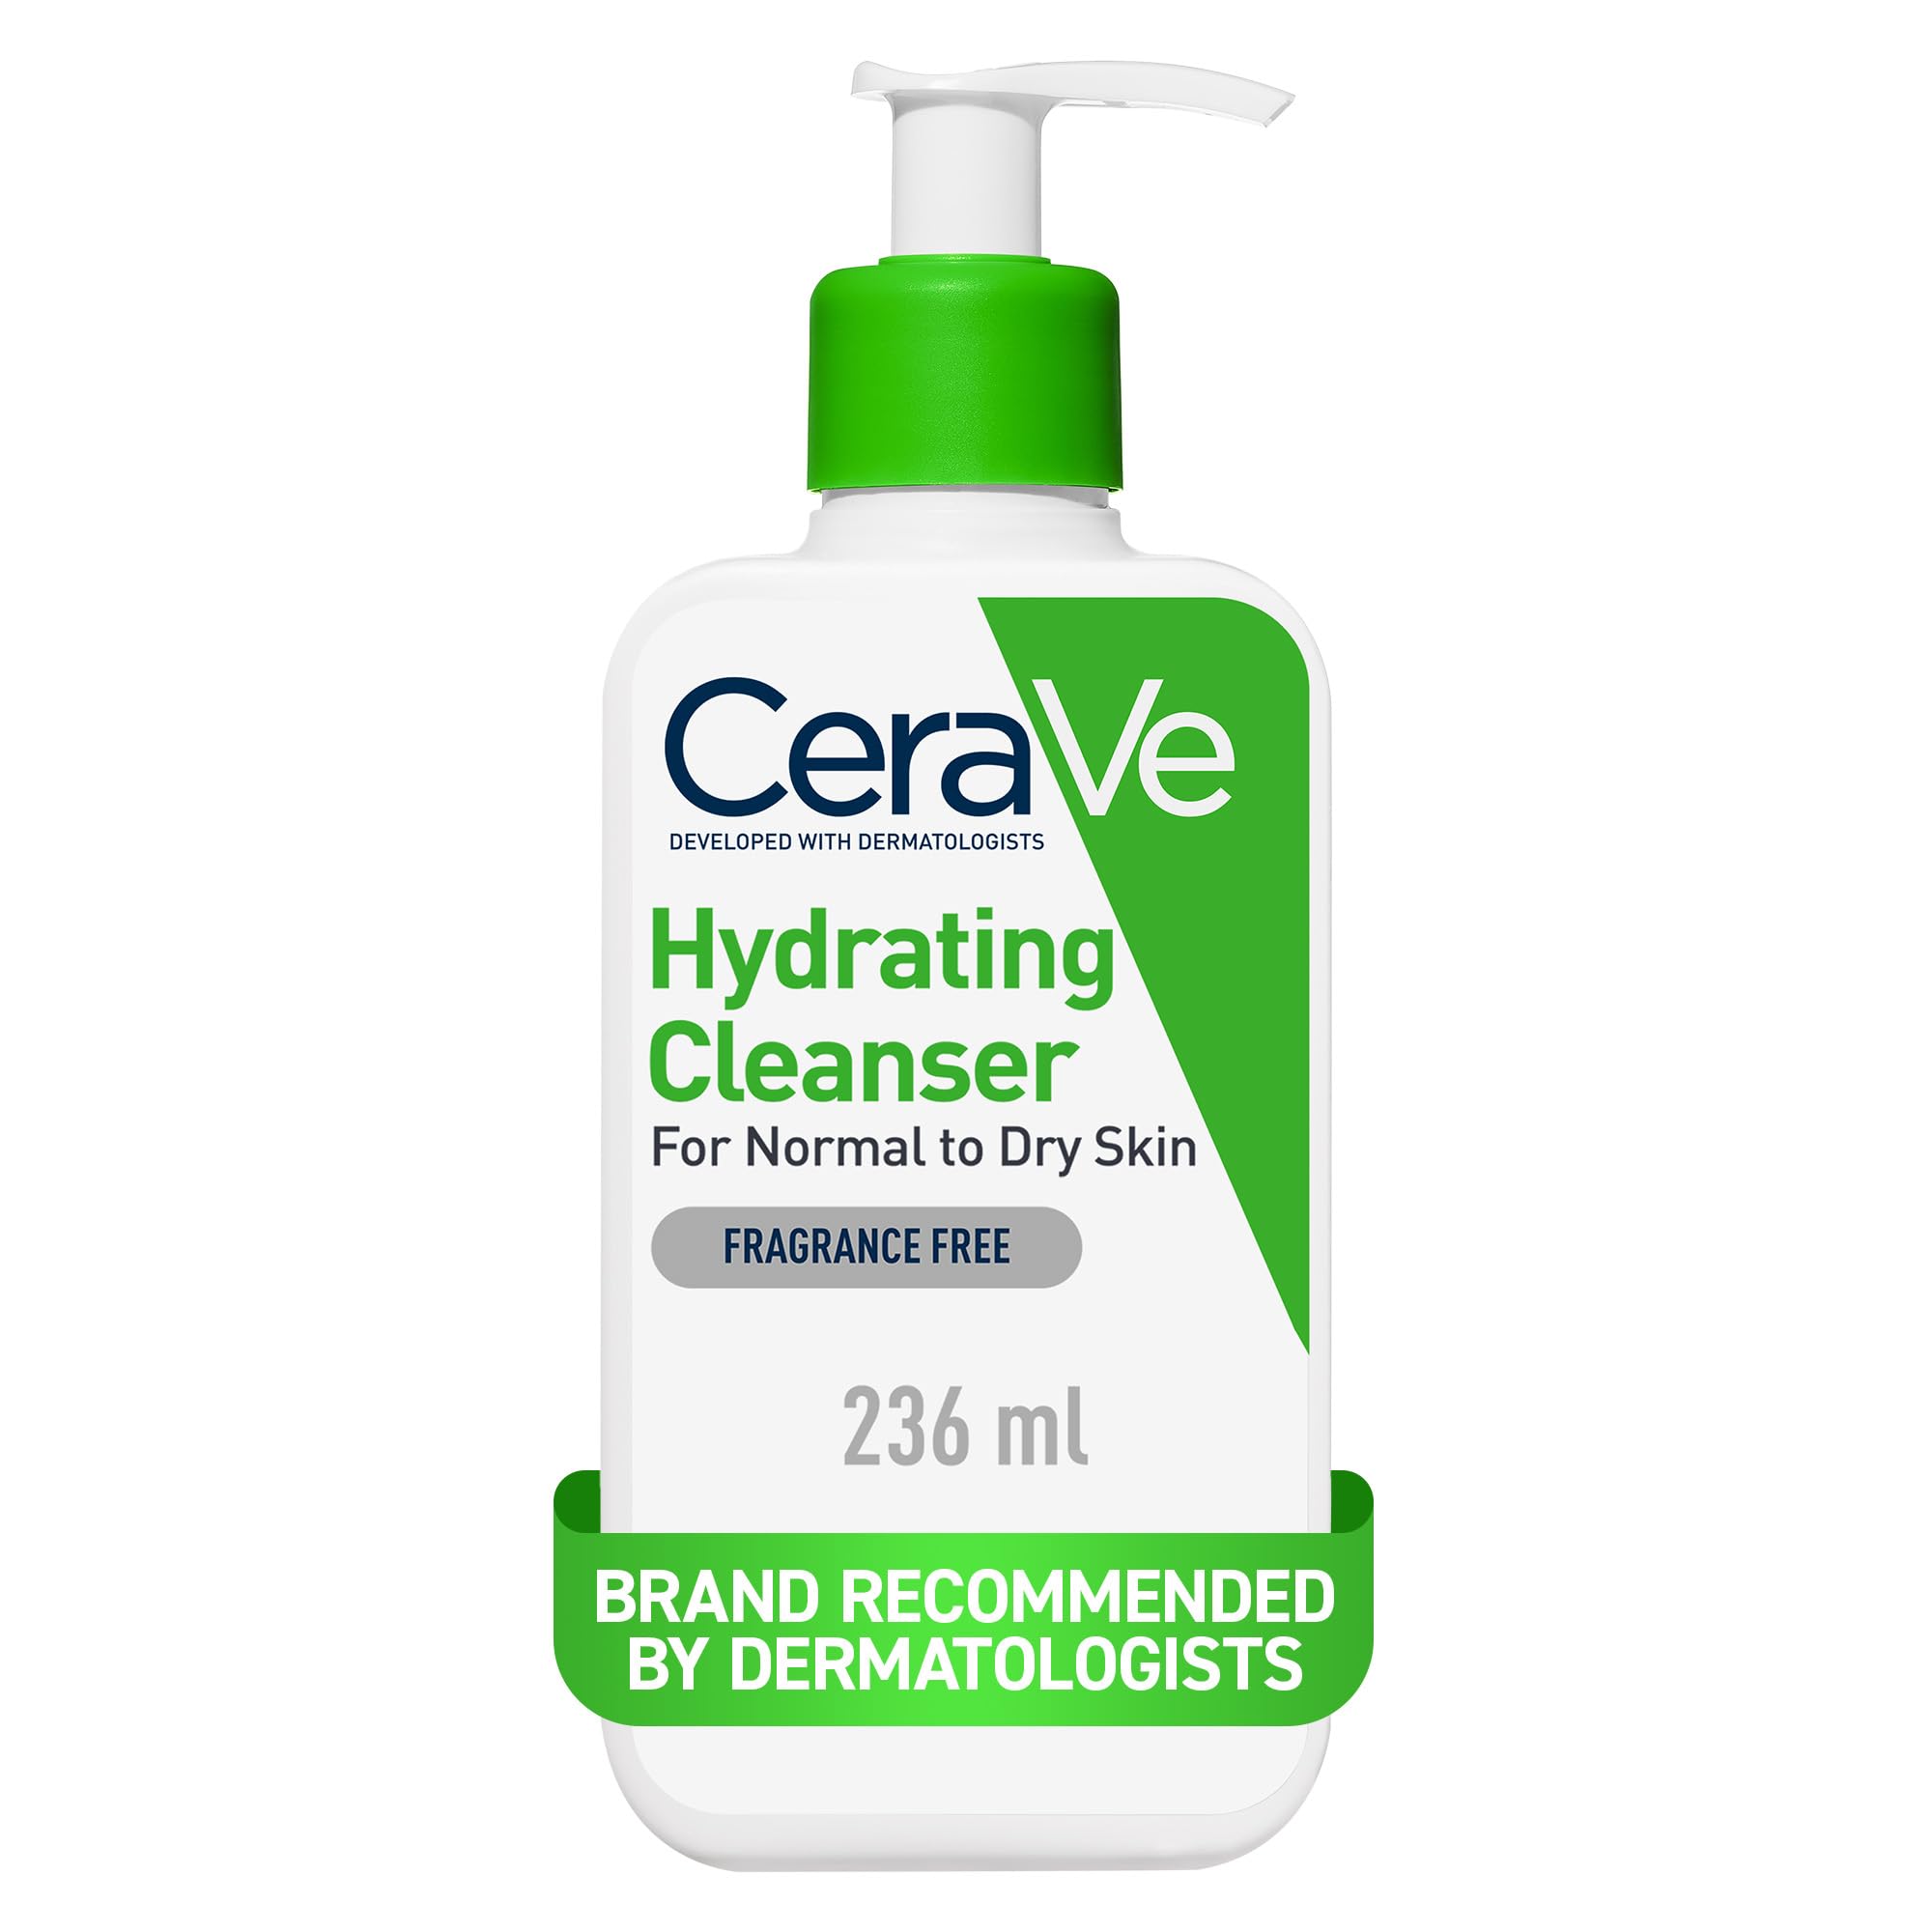 CeraVe
DEVELOPED WITH DERMATOLOGISTS
Hydrating
Cleanser
For Normal to Dry Skin
FRAGRANCE FREE
236 ml
BRAND RECOMMENDED
BY DERMATOLOGISTS